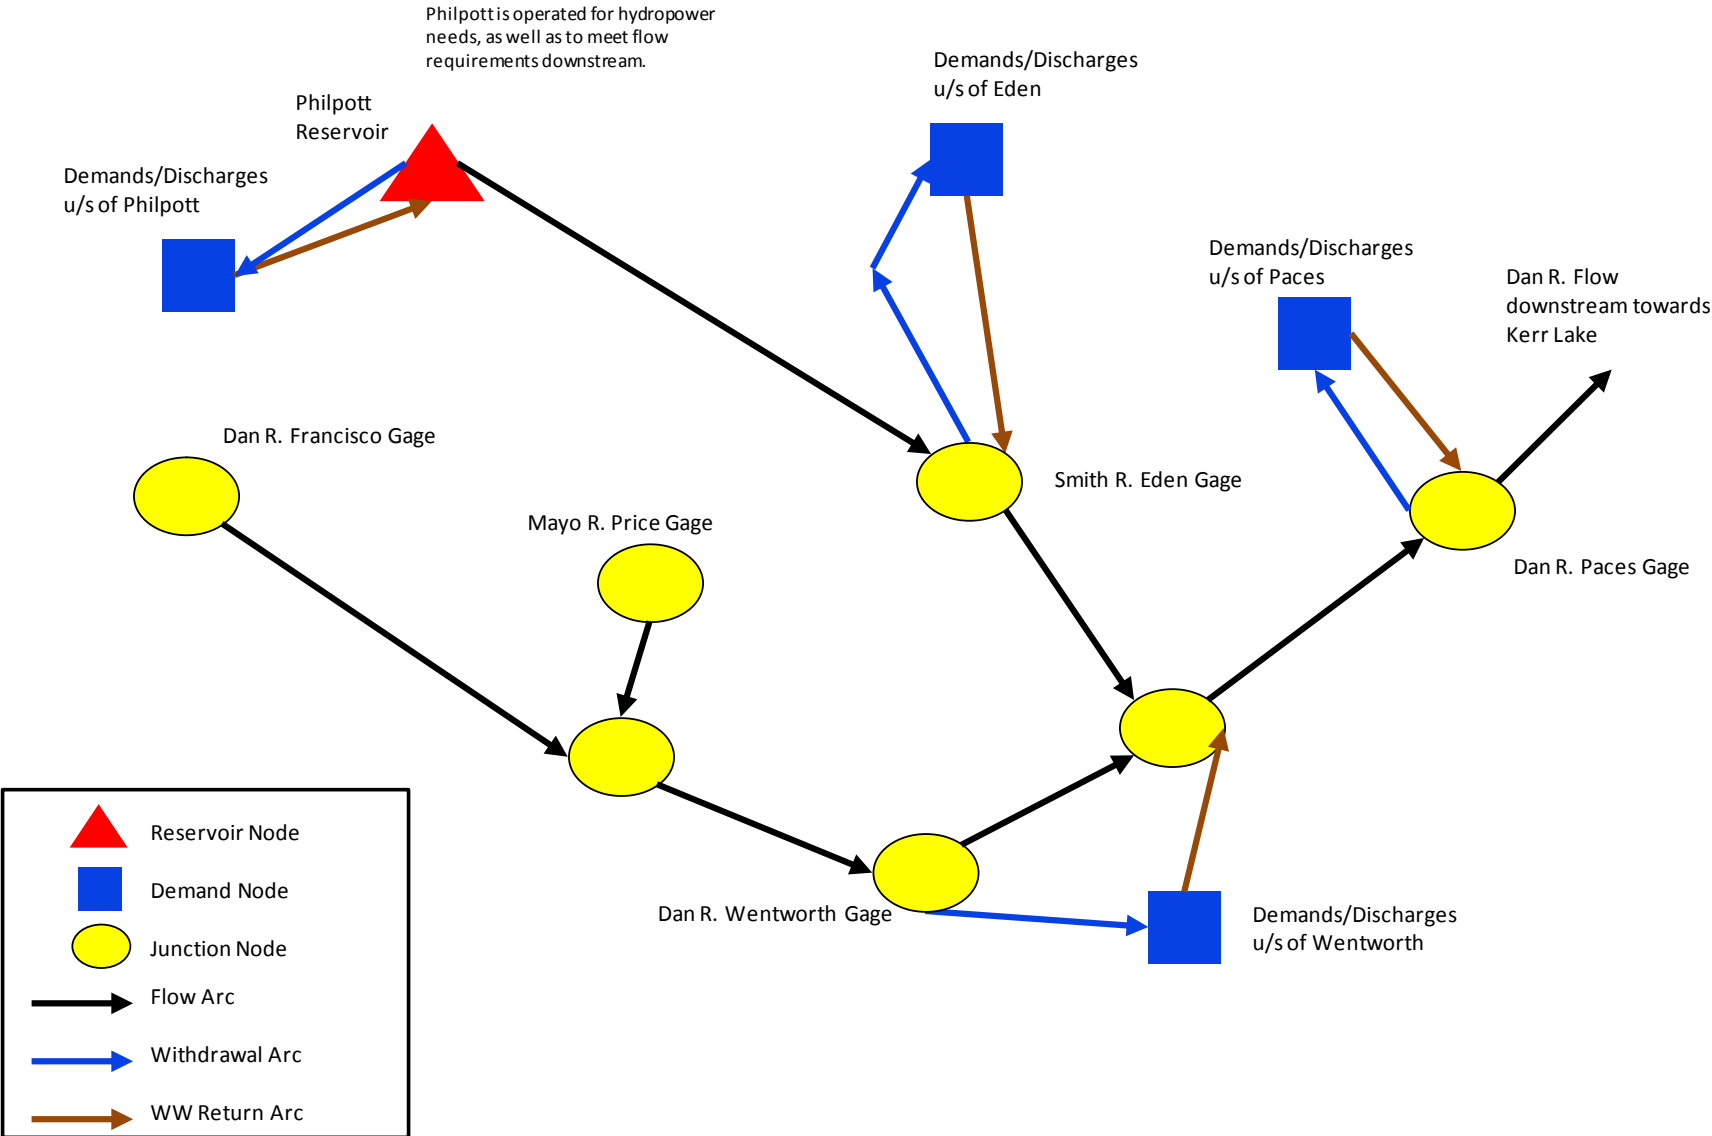 Philpott is operated for hydropower
needs, as well as to meet flow
requirements downstream.
Demands/Discharges
u/s of Eden
Philpott
Reservoir
Demands/Discharges
u/s of Philpott
Demands/Discharges
u/s of Paces
Dan R. Flow
downstream towards
Kerr Lake
Dan R. Francisco Gage
Smith R. Eden Gage
Mayo R. Price Gage
Dan R. Paces Gage
Dan R. Wentworth Gage
Demands/Discharges
u/s of Wentworth
Reservoir Node
Demand Node
Junction Node
Flow Arc
Withdrawal Arc
WW Return Arc